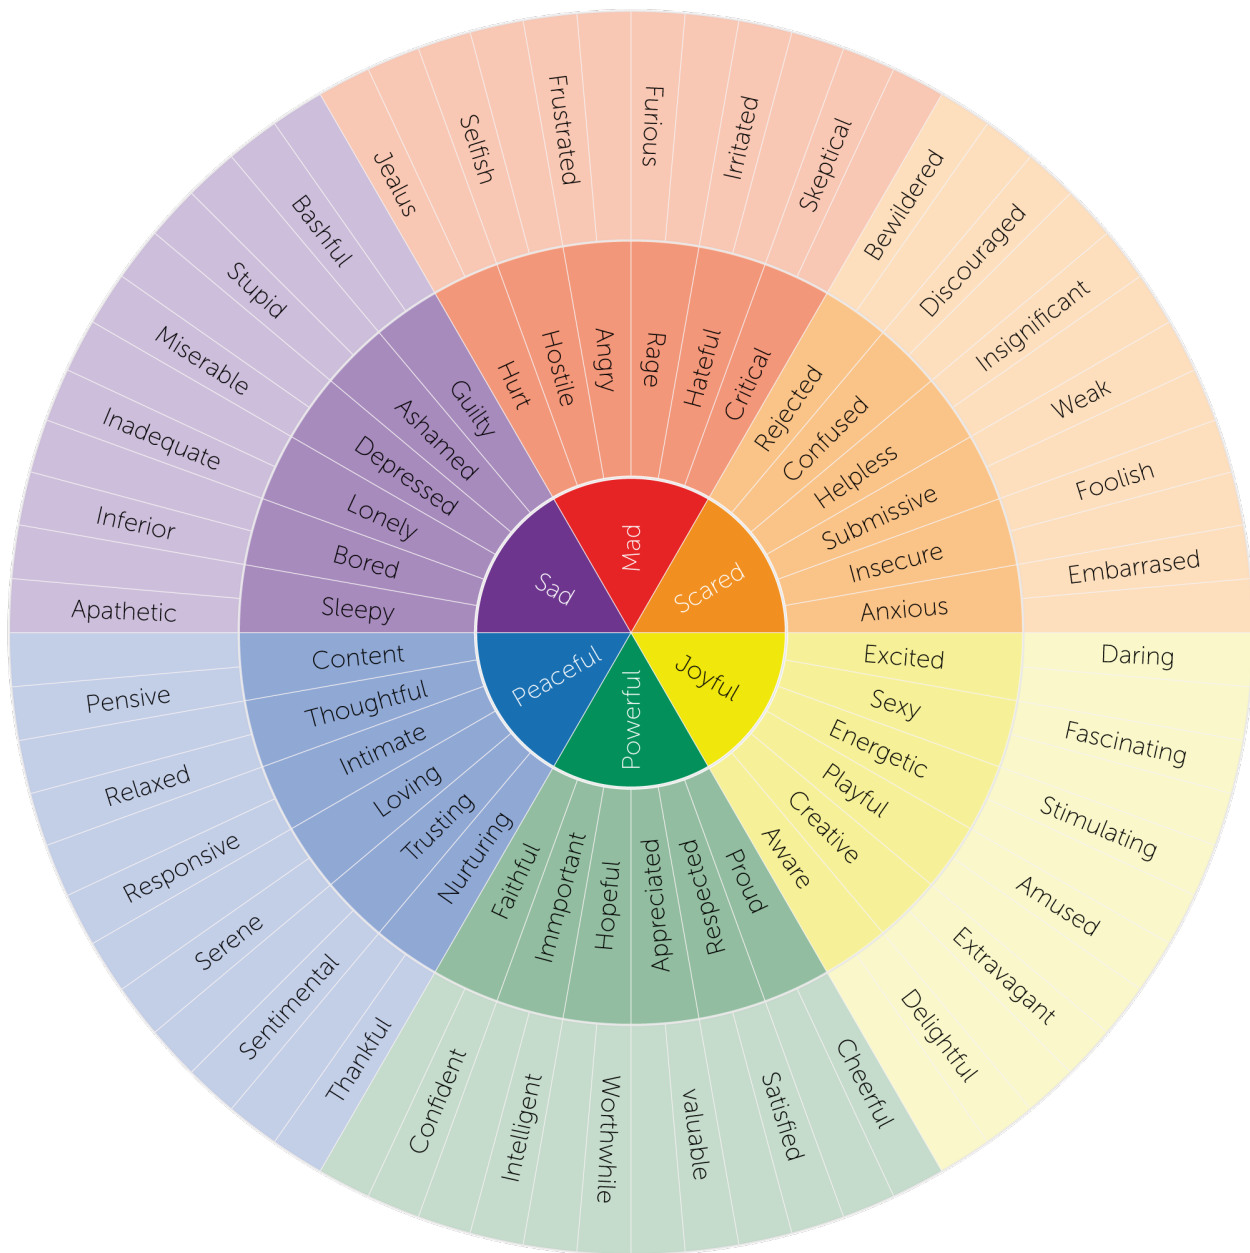 Mad
Scared
Joyful
Powerful
Peaceful
Sad
Hurt
Hostile
Angry
Rage
Hateful
Critical
Rejected
Confused
Helpless
Submissive
Insecure
Anxious
Excited
Sexy
Energetic
Playful
Creative
Aware
Proud
Respected
Appreciated
Hopeful
Immportant
Faithful
Nurturing
Trusting
Loving
Intimate
Thoughtful
Content
Sleepy
Bored
Lonely
Depressed
Ashamed
Guilty
Jealus
Selfish
Frustrated
Furious
Irritated
Skeptical
Bewildered
Discouraged
Insignificant
Weak
Foolish
Embarrased
Daring
Fascinating
Stimulating
Amused
Extravagant
Delightful
Cheerful
Satisfied
valuable
Worthwhile
Intelligent
Confident
Thankful
Sentimental
Serene
Responsive
Relaxed
Pensive
Apathetic
Inferior
Inadequate
Miserable
Stupid
Bashful